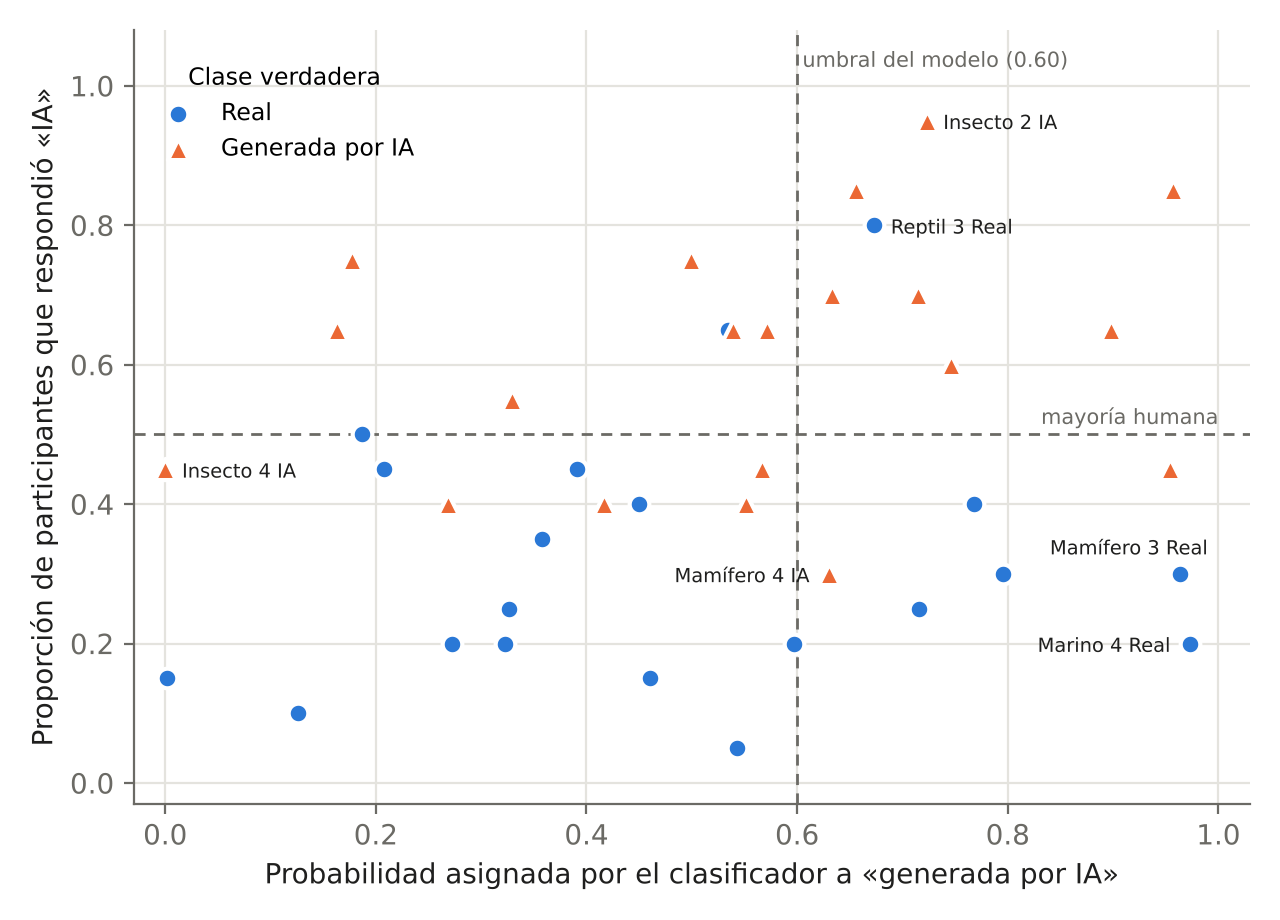 umbral del modelo (0.60)
Clase verdadera
Real
Generada por IA
Insecto 2 IA
Reptil 3 Real
mayoría humana
Insecto 4 IA
Mamífero 3 Real
Mamífero 4 IA
Marino 4 Real
1.0
0.8
0.6
0.4
0.2
0.0
Proporción de participantes que respondió «IA»
0.0 0.2 0.4 0.6 0.8 1.0
Probabilidad asignada por el clasificador a «generada por IA»